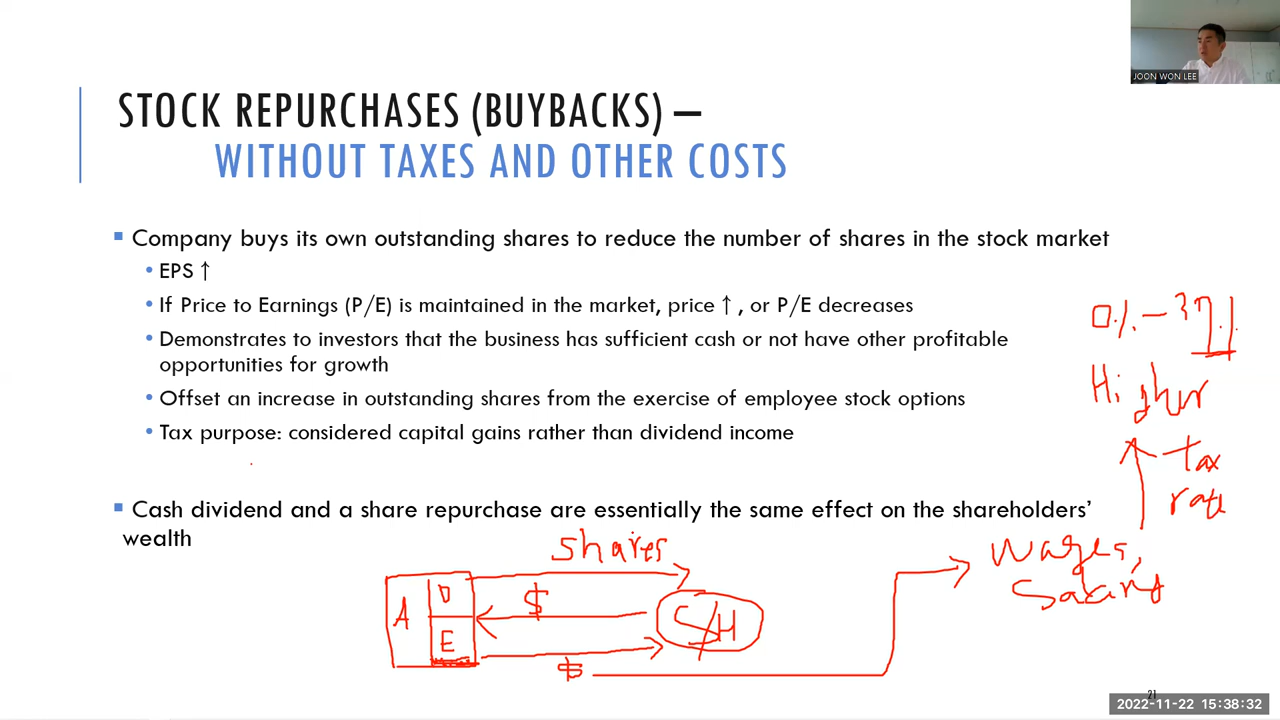 JOON WON LEE
STOCK REPURCHASES (BUYBACKS) –
WITHOUT TAXES AND OTHER COSTS
▪ Company buys its own outstanding shares to reduce the number of shares in the stock market
• EPS ↑
• If Price to Earnings (P/E) is maintained in the market, price ↑ , or P/E decreases
• Demonstrates to investors that the business has sufficient cash or not have other profitable
opportunities for growth
• Offset an increase in outstanding shares from the exercise of employee stock options
• Tax purpose: considered capital gains rather than dividend income
▪ Cash dividend and a share repurchase are essentially the same effect on the shareholders'
wealth
0% – 37%
Higher
tax
rate
wages,
Salary
shares
A
D
E
$
S/H
$
21
2022-11-22 15:38:32